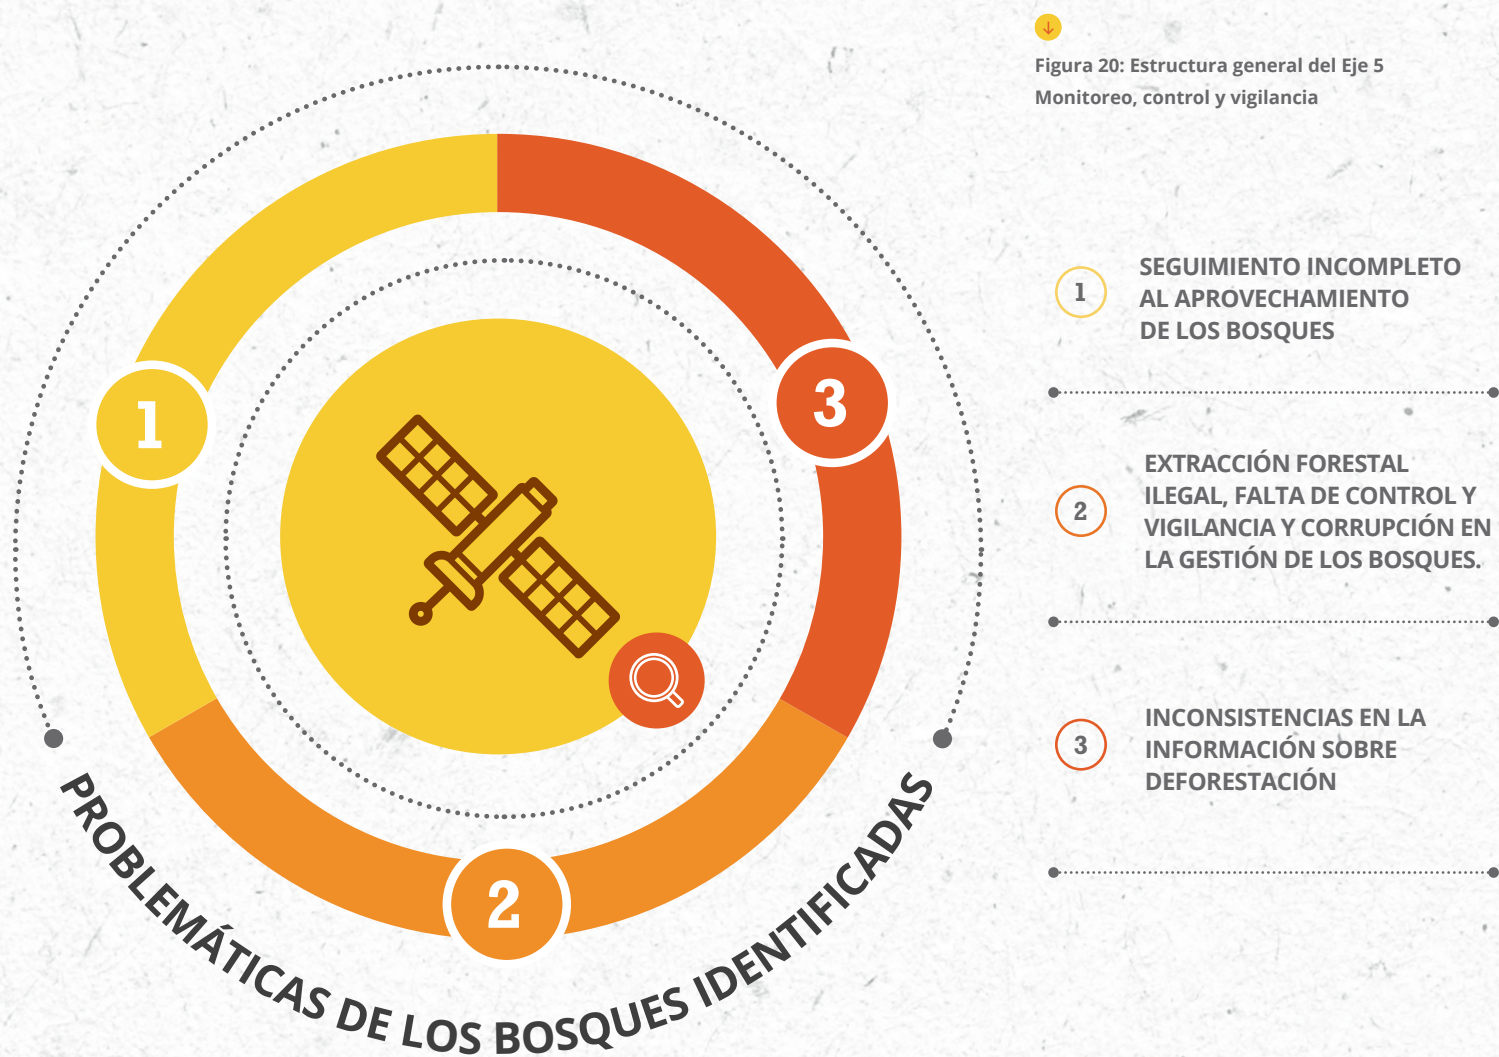 Figura 20: Estructura general del Eje 5
Monitoreo, control y vigilancia
1
SEGUIMIENTO INCOMPLETO
AL APROVECHAMIENTO
DE LOS BOSQUES
2
EXTRACCIÓN FORESTAL
ILEGAL, FALTA DE CONTROL Y
VIGILANCIA Y CORRUPCIÓN EN
LA GESTIÓN DE LOS BOSQUES.
3
INCONSISTENCIAS EN LA
INFORMACIÓN SOBRE
DEFORESTACIÓN
1
3
2
PROBLEMÁTICAS DE LOS BOSQUES IDENTIFICADAS